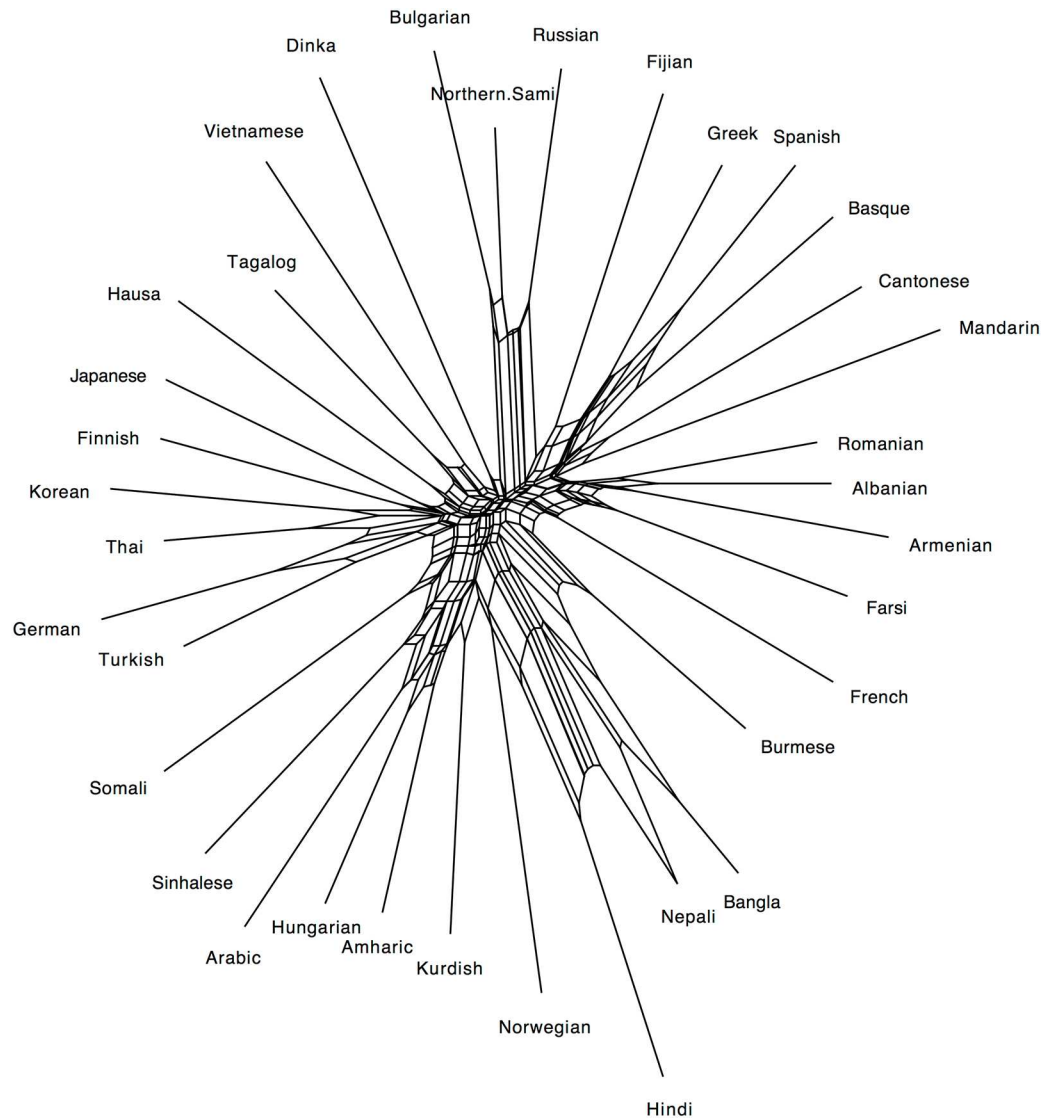 Bulgarian
Russian
Dinka
Fijian
Northern.Sami
Vietnamese
Greek
Spanish
Basque
Tagalog
Cantonese
Hausa
Mandarin
Japanese
Finnish
Romanian
Korean
Albanian
Thai
Armenian
Farsi
German
Turkish
French
Burmese
Somali
Sinhalese
Bangla
Nepali
Hungarian
Amharic
Arabic
Kurdish
Norwegian
Hindi